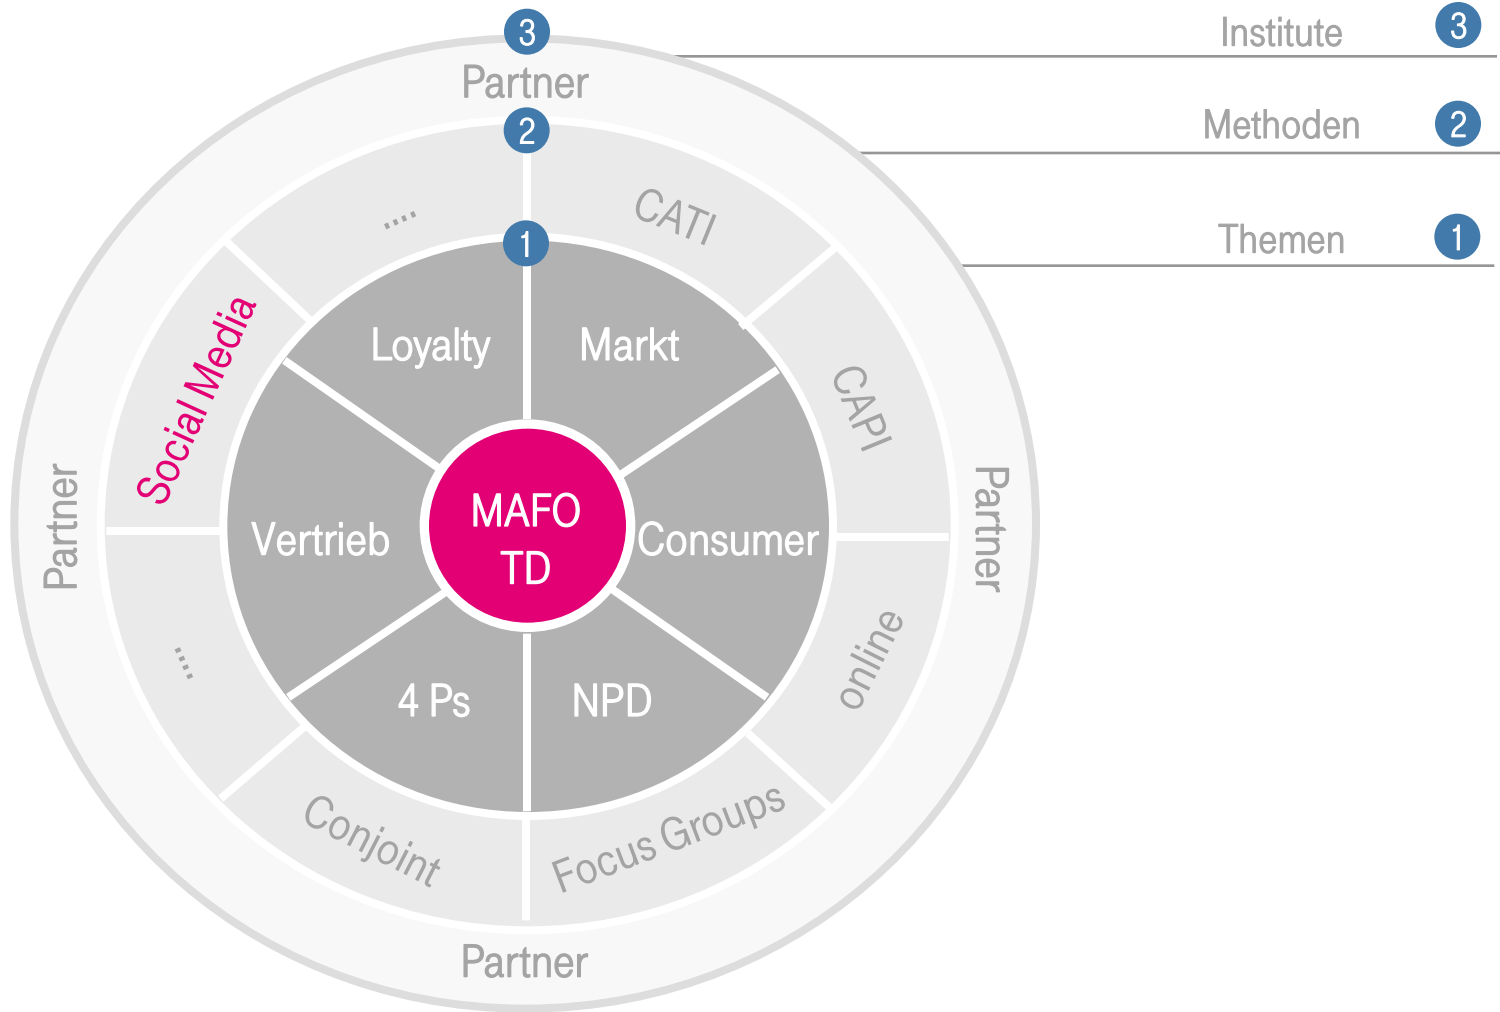 3
Partner
2
....
CATI
1
Social Media
Loyalty
Markt
CAPI
Partner
Vertrieb
MAFO
TD
Consumer
Partner
....
4 Ps
NPD
online
Conjoint
Focus Groups
Partner
Institute 3
Methoden 2
Themen 1